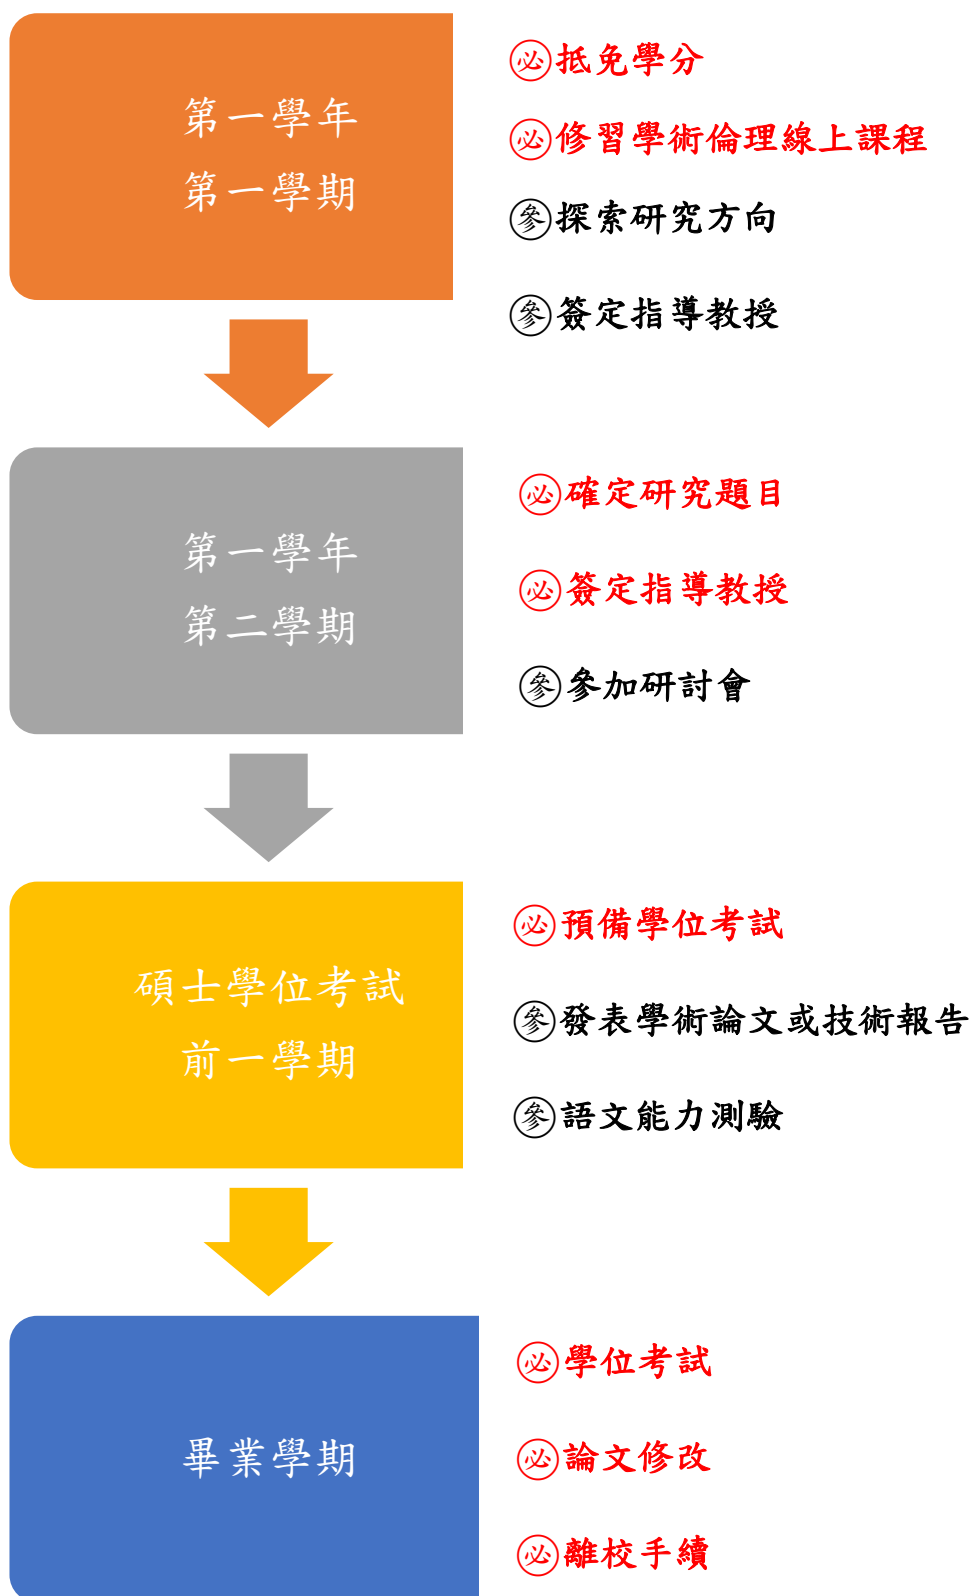 第一學年
第一學期
㊙必抵免學分
必修習學術倫理線上課程
參探索研究方向
參簽定指導教授
第一學年
第二學期
必確定研究題目
必簽定指導教授
參參加研討會
碩士學位考試
前一學期
必預備學位考試
參發表學術論文或技術報告
參語文能力測驗
畢業學期
必學位考試
必論文修改
必離校手續